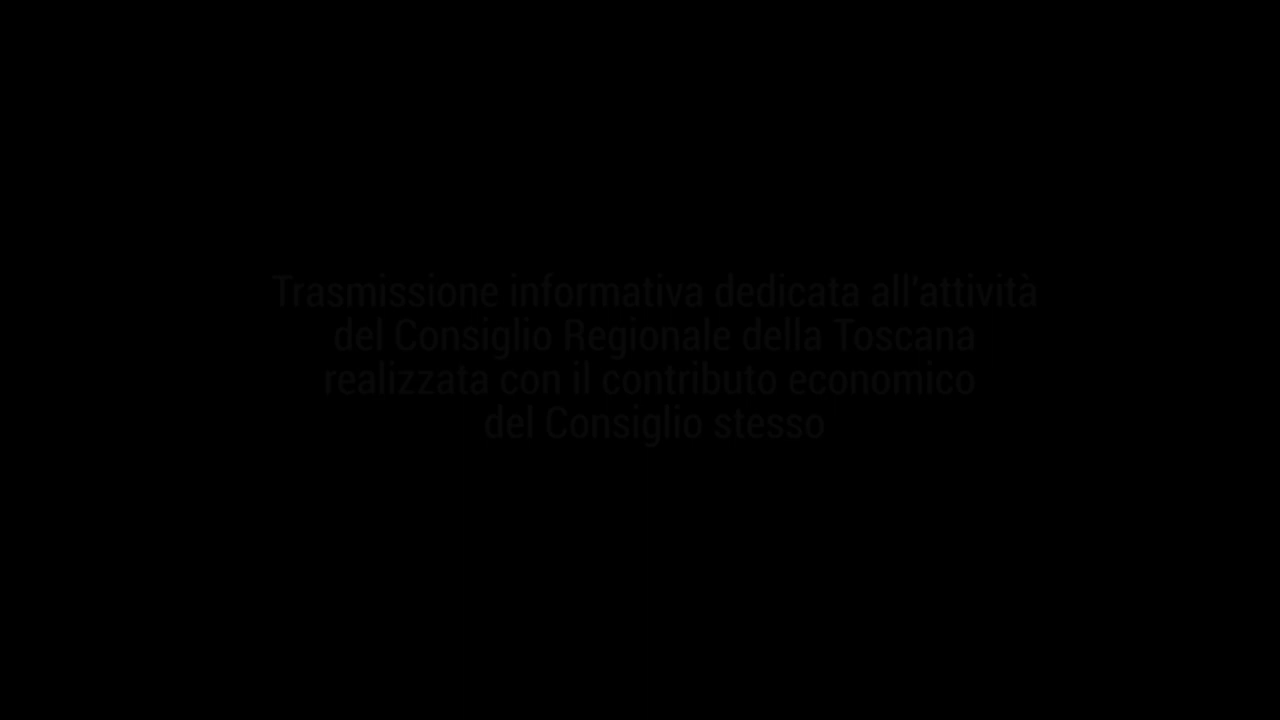 Trasmissione informativa dedicata all'attività
del Consiglio Regionale della Toscana
realizzata con il contributo economico
del Consiglio stesso